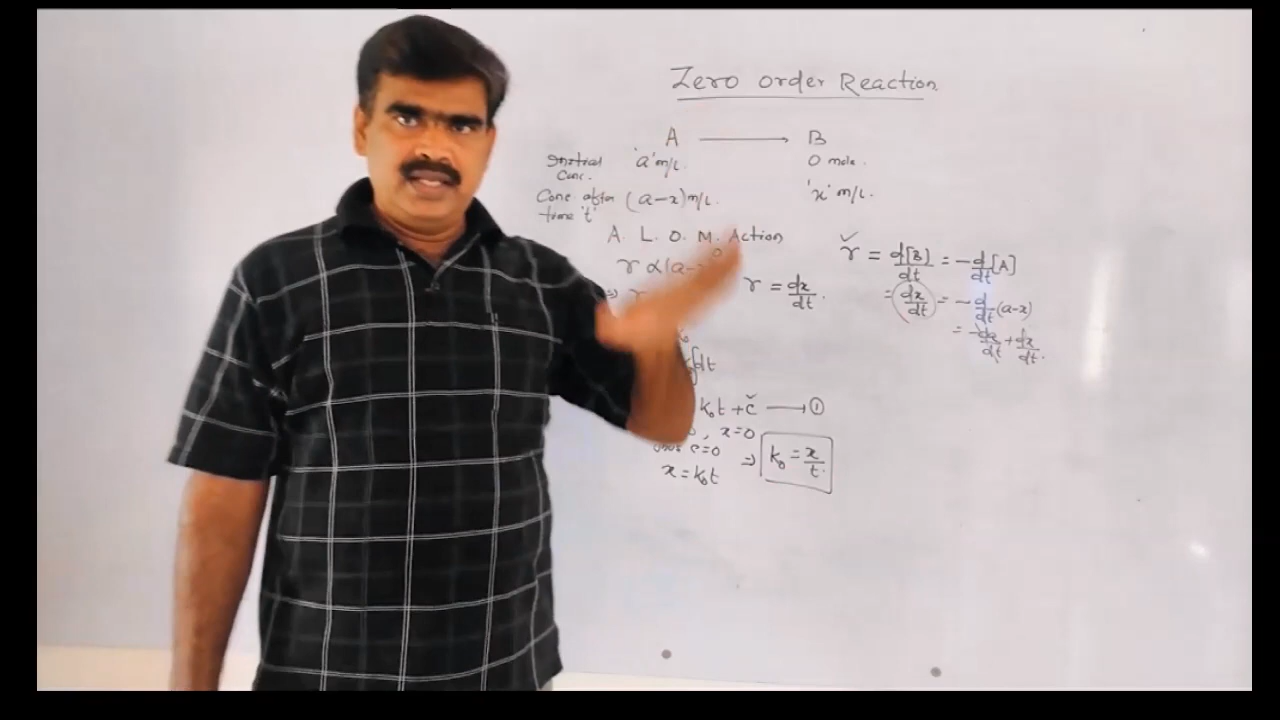 Zero order Reaction
A ⟶ B
Initial 'a' m/L. 0 mole.
Conc.
Conc after (a-x) m/L. 'x' m/L.
time 't'
A. L. O. M. Action
r ∝ (a-
r = dx/dt.
r = d[B]/dt = -d/dt [A]
= dx/dt = -d/dt (a-x)
= -da/dt + dx/dt.
∫dt
k₀t + c ⟶ ①
, x=0
c=0
x = k₀t ⇒ k₀ = x/t.